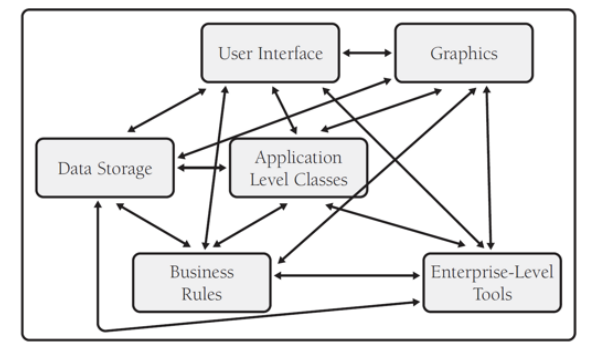 User Interface
Graphics
Data Storage
Application
Level Classes
Business
Rules
Enterprise-Level
Tools